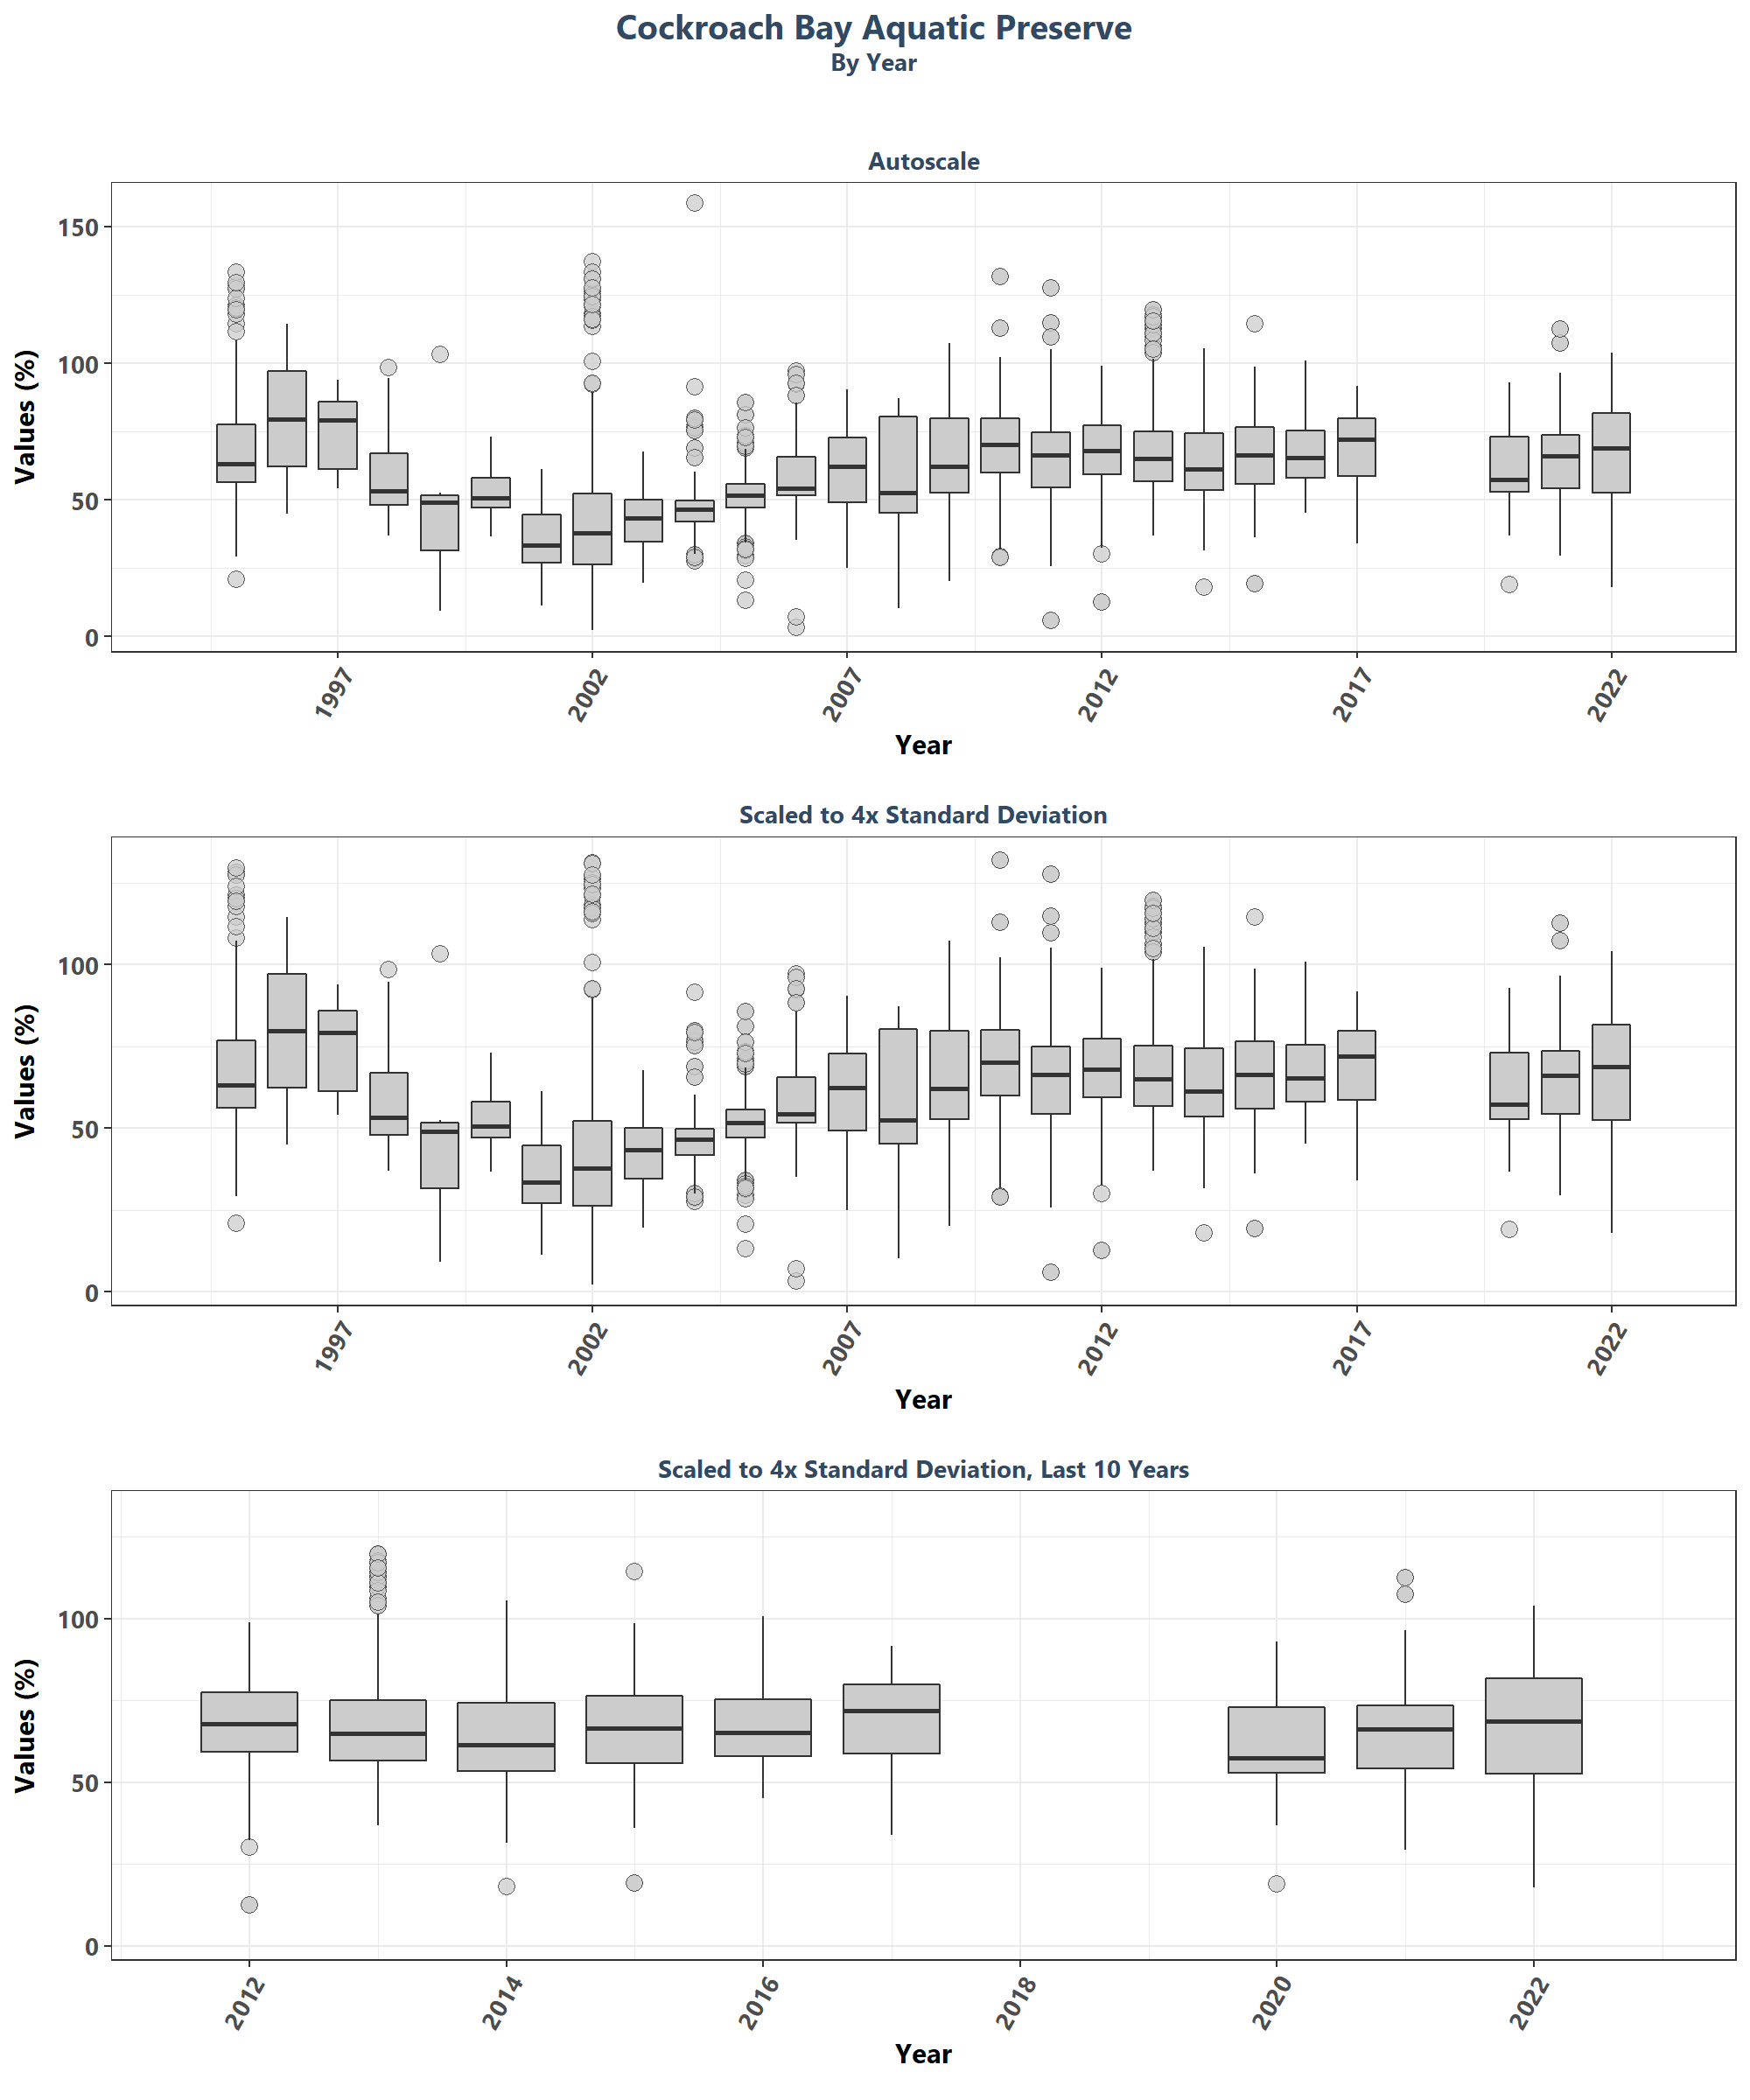 Cockroach Bay Aquatic Preserve
By Year
Autoscale
Values (%)
150
100
50
0
1997
2002
2007
2012
2017
2022
Year
Scaled to 4x Standard Deviation
Values (%)
100
50
0
1997
2002
2007
2012
2017
2022
Year
Scaled to 4x Standard Deviation, Last 10 Years
Values (%)
100
50
0
2012
2014
2016
2018
2020
2022
Year